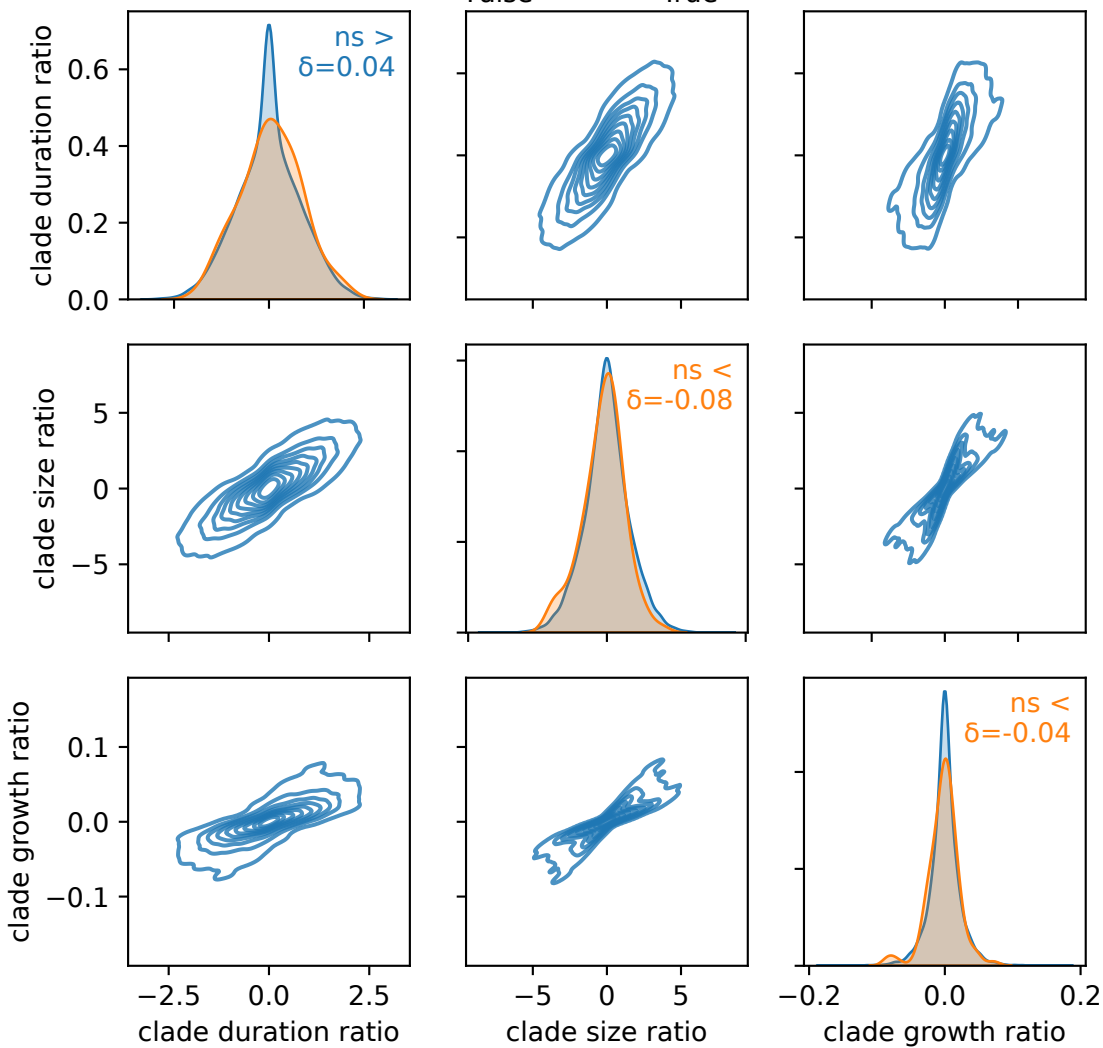 clade duration ratio
0.6
0.4
0.2
0.0
ns >
δ=0.04
clade size ratio
5
0
−5
ns <
δ=-0.08
clade growth ratio
0.1
0.0
−0.1
ns <
δ=-0.04
−2.5 0.0 2.5
clade duration ratio
−5 0 5
clade size ratio
−0.2 0.0 0.2
clade growth ratio